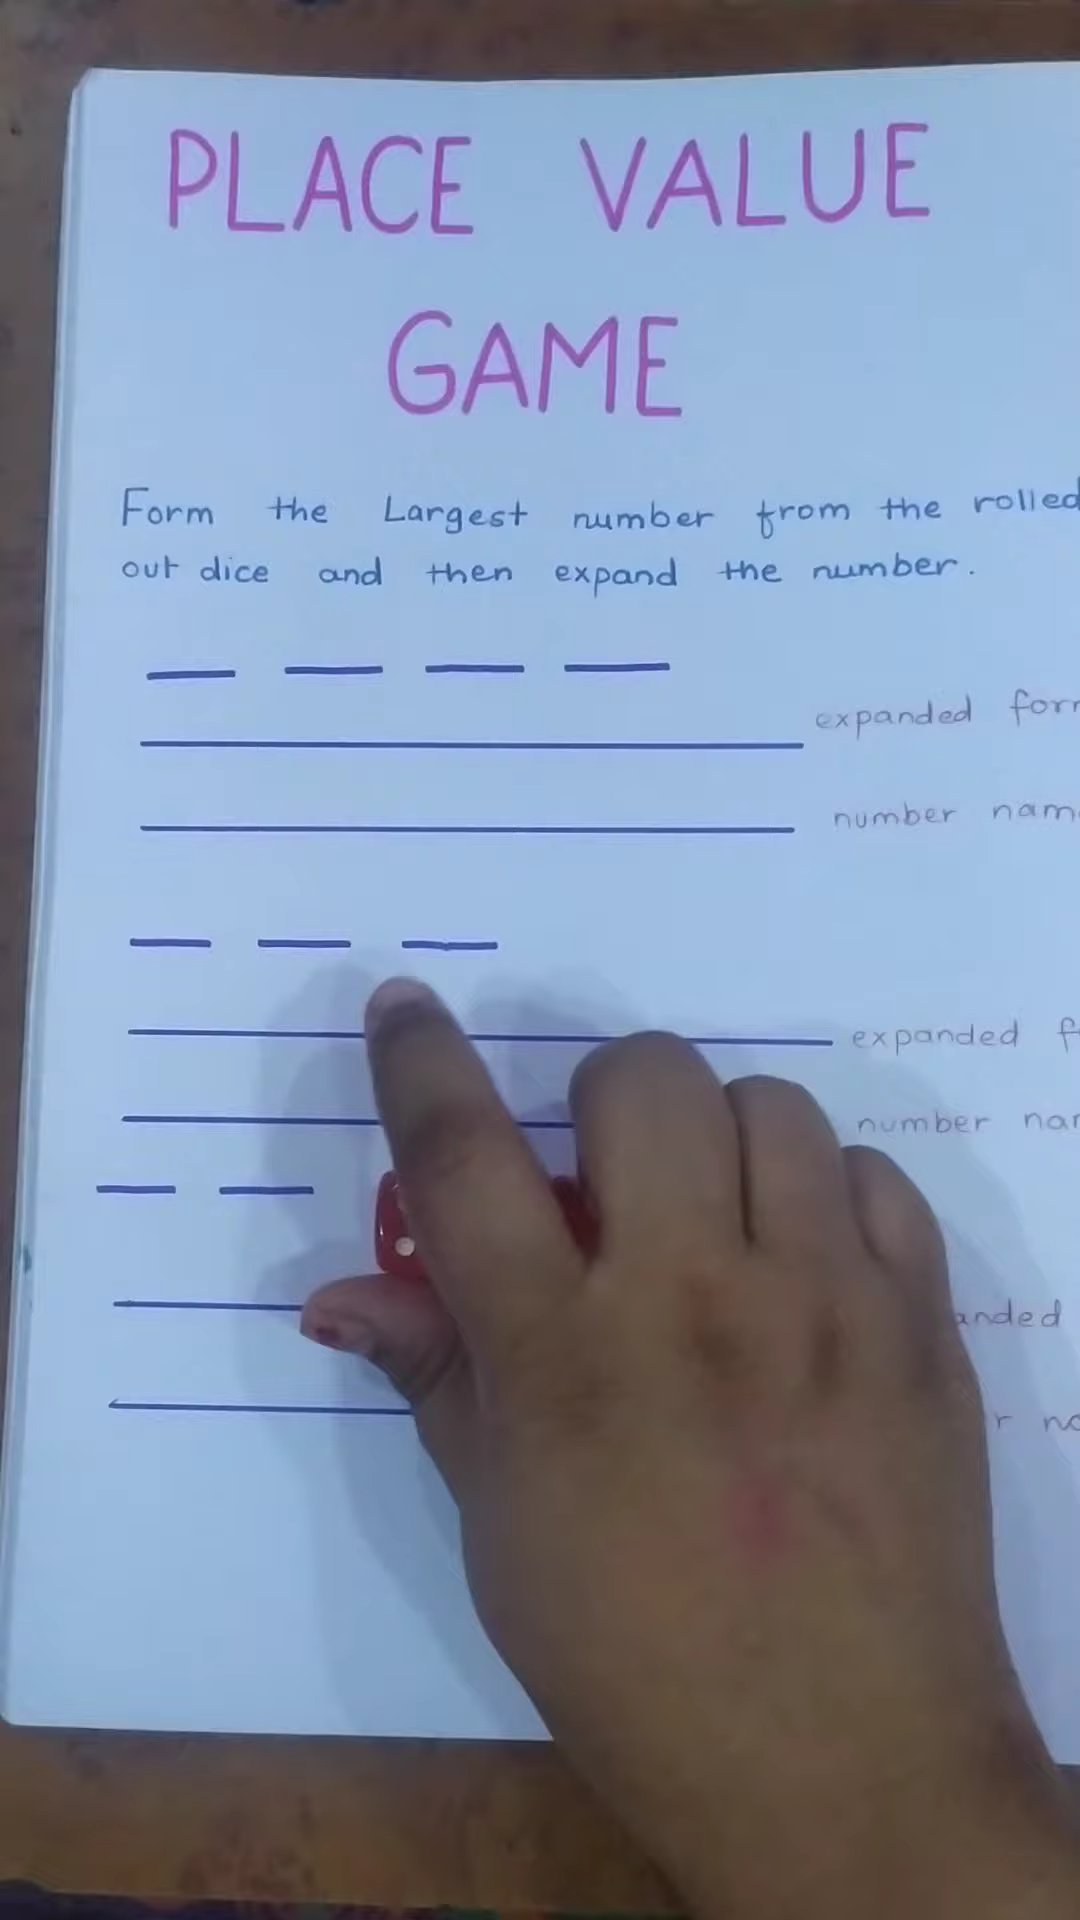 PLACE VALUE
GAME
Form the Largest number from the rolled
out dice and then expand the number.
expanded
number
expanded
number